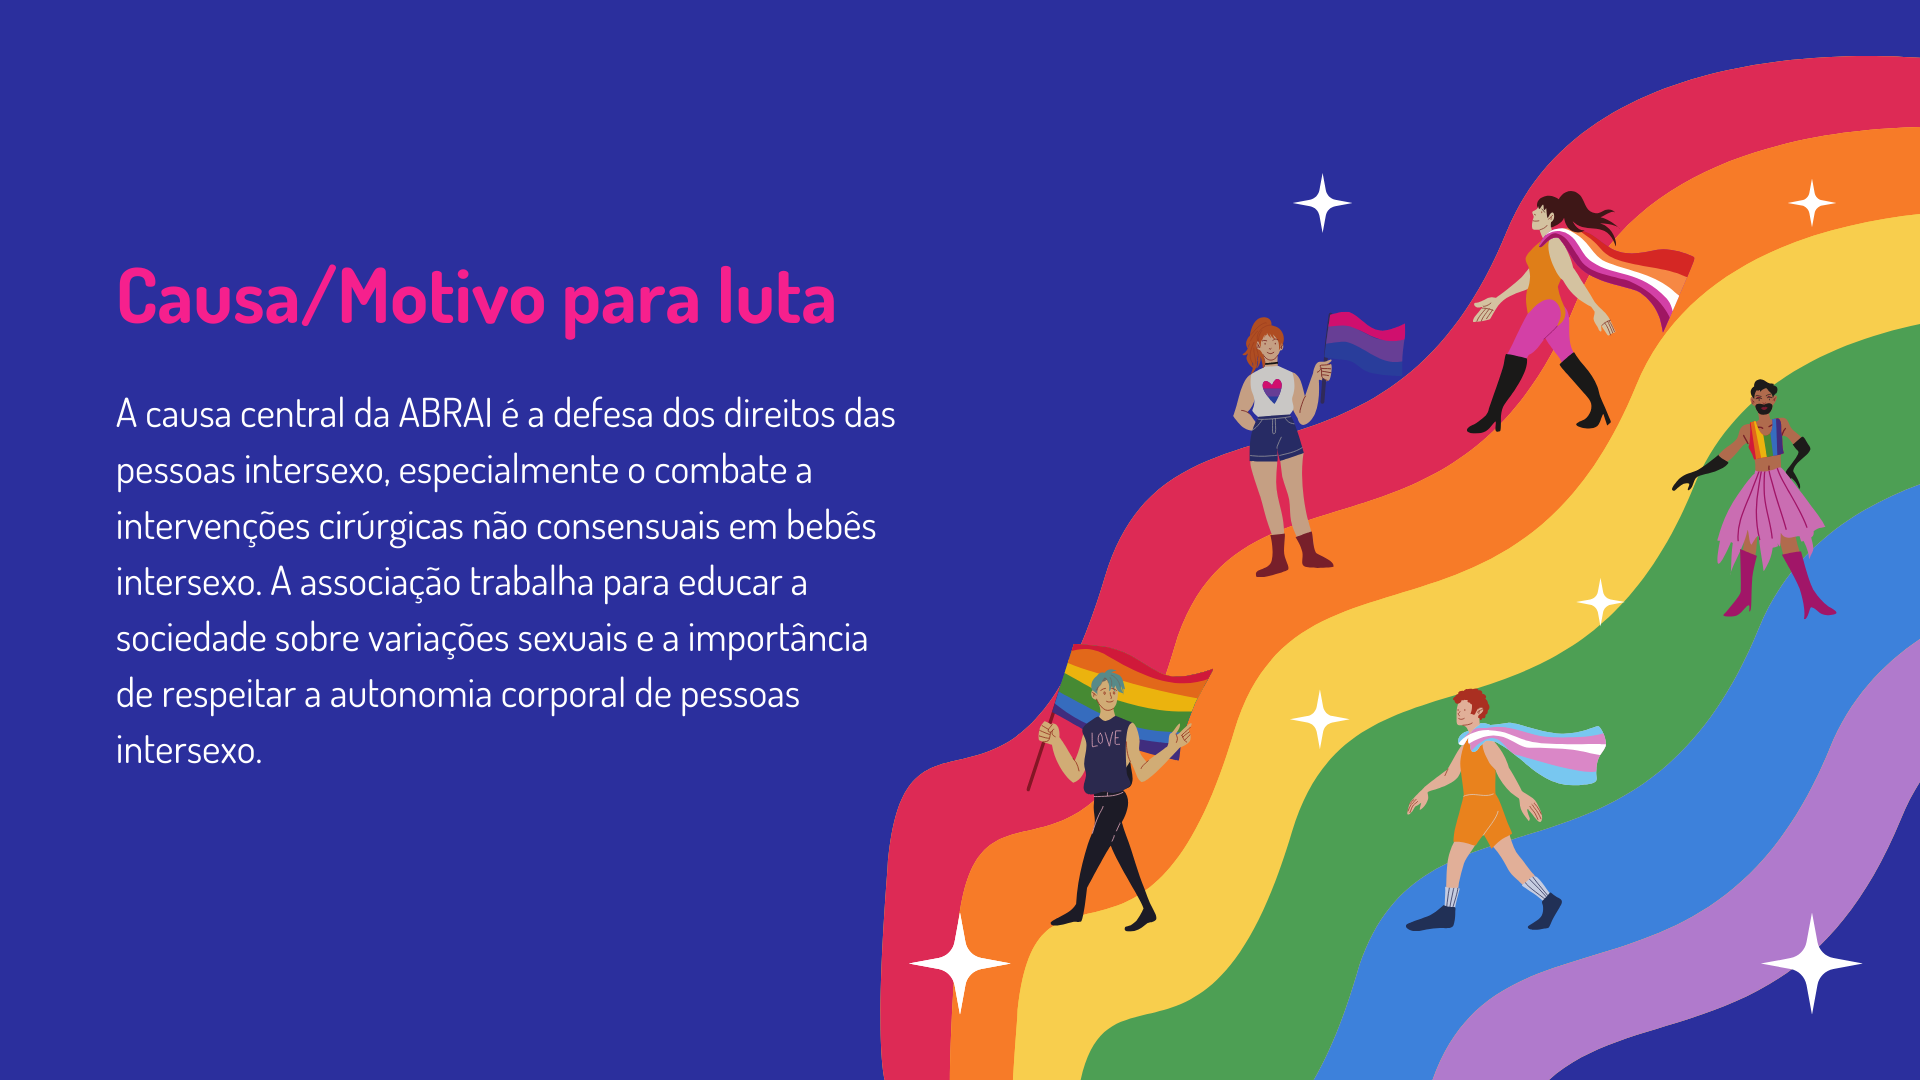 Causa/Motivo para luta
A causa central da ABRAI é a defesa dos direitos das
pessoas intersexo, especialmente o combate a
intervenções cirúrgicas não consensuais em bebês
intersexo. A associação trabalha para educar a
sociedade sobre variações sexuais e a importância
de respeitar a autonomia corporal de pessoas
intersexo.
LOVE